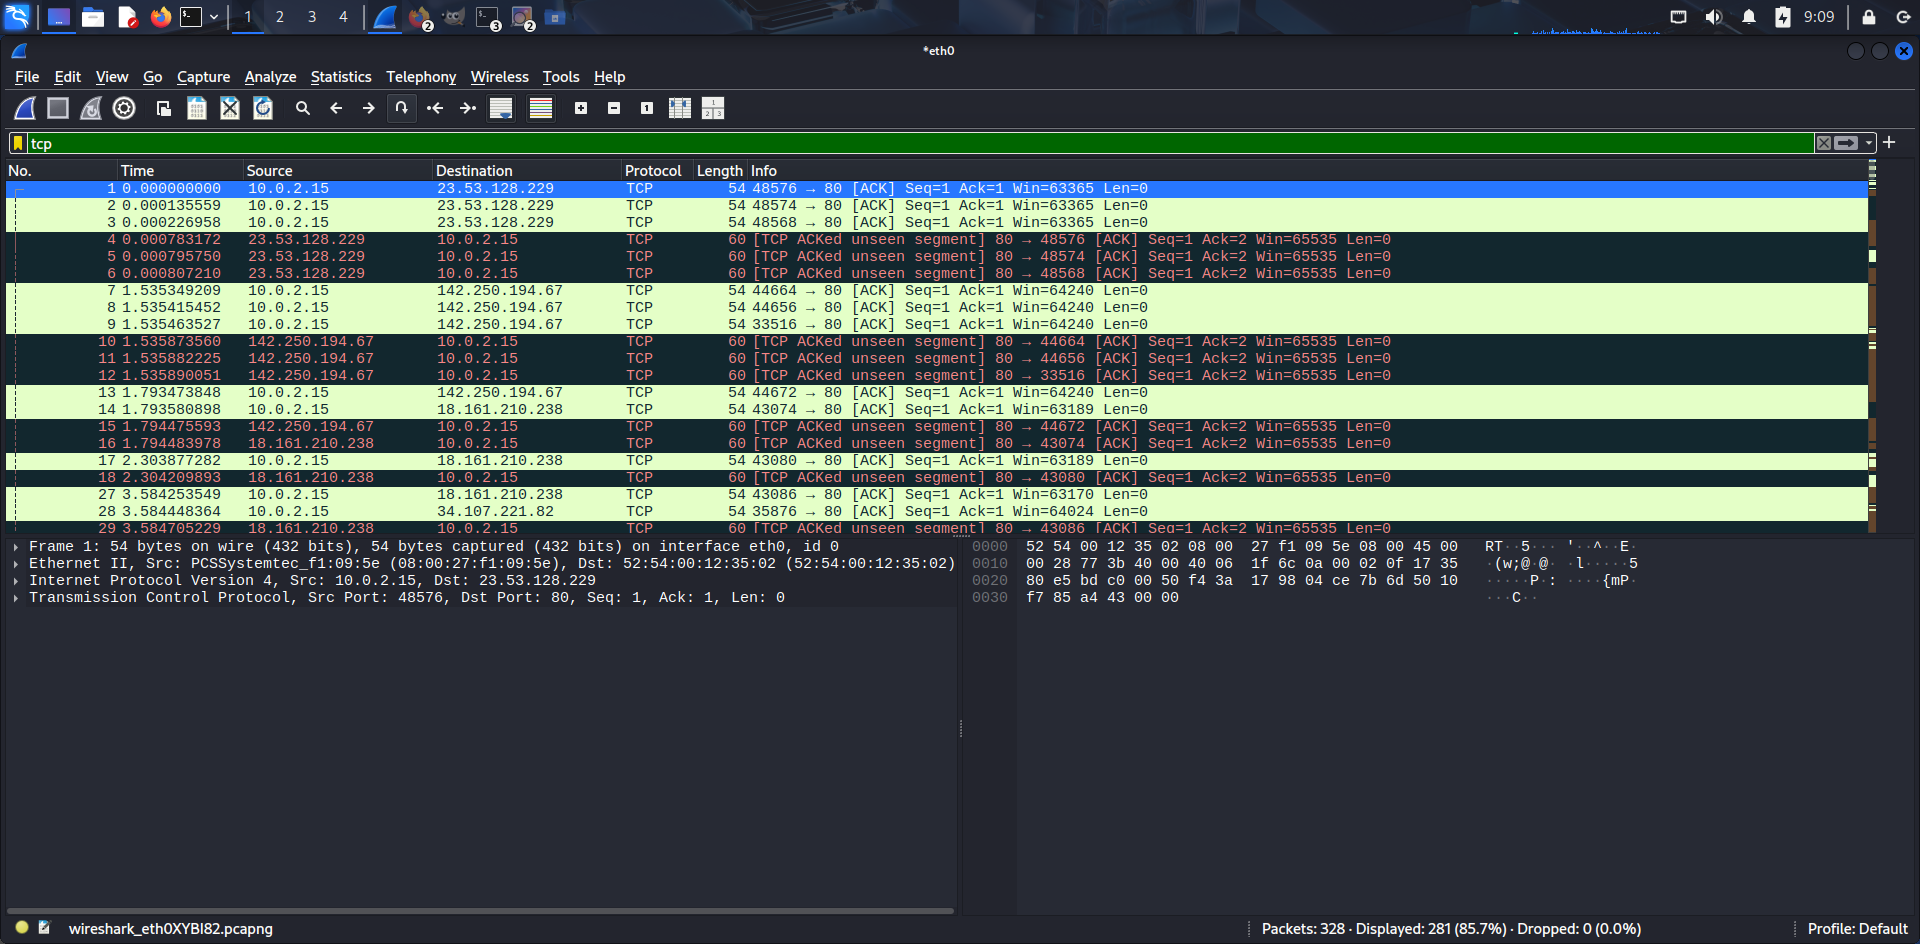 1 2 3 4 2 3 2 9:09
*eth0
File Edit View Go Capture Analyze Statistics Telephony Wireless Tools Help
tcp
No. Time Source Destination Protocol Length Info
1 0.000000000 10.0.2.15 23.53.128.229 TCP 54 48576 → 80 [ACK] Seq=1 Ack=1 Win=63365 Len=0
2 0.000135559 10.0.2.15 23.53.128.229 TCP 54 48574 → 80 [ACK] Seq=1 Ack=1 Win=63365 Len=0
3 0.000226958 10.0.2.15 23.53.128.229 TCP 54 48568 → 80 [ACK] Seq=1 Ack=1 Win=63365 Len=0
4 0.000783172 23.53.128.229 10.0.2.15 TCP 60 [TCP ACKed unseen segment] 80 → 48576 [ACK] Seq=1 Ack=2 Win=65535 Len=0
5 0.000795750 23.53.128.229 10.0.2.15 TCP 60 [TCP ACKed unseen segment] 80 → 48574 [ACK] Seq=1 Ack=2 Win=65535 Len=0
6 0.000807210 23.53.128.229 10.0.2.15 TCP 60 [TCP ACKed unseen segment] 80 → 48568 [ACK] Seq=1 Ack=2 Win=65535 Len=0
7 1.535349209 10.0.2.15 142.250.194.67 TCP 54 44664 → 80 [ACK] Seq=1 Ack=1 Win=64240 Len=0
8 1.535415452 10.0.2.15 142.250.194.67 TCP 54 44656 → 80 [ACK] Seq=1 Ack=1 Win=64240 Len=0
9 1.535463527 10.0.2.15 142.250.194.67 TCP 54 33516 → 80 [ACK] Seq=1 Ack=1 Win=64240 Len=0
10 1.535873560 142.250.194.67 10.0.2.15 TCP 60 [TCP ACKed unseen segment] 80 → 44664 [ACK] Seq=1 Ack=2 Win=65535 Len=0
11 1.535882225 142.250.194.67 10.0.2.15 TCP 60 [TCP ACKed unseen segment] 80 → 44656 [ACK] Seq=1 Ack=2 Win=65535 Len=0
12 1.535890051 142.250.194.67 10.0.2.15 TCP 60 [TCP ACKed unseen segment] 80 → 33516 [ACK] Seq=1 Ack=2 Win=65535 Len=0
13 1.793473848 10.0.2.15 142.250.194.67 TCP 54 44672 → 80 [ACK] Seq=1 Ack=1 Win=64240 Len=0
14 1.793580898 10.0.2.15 18.161.210.238 TCP 54 43074 → 80 [ACK] Seq=1 Ack=1 Win=63189 Len=0
15 1.794475593 142.250.194.67 10.0.2.15 TCP 60 [TCP ACKed unseen segment] 80 → 44672 [ACK] Seq=1 Ack=2 Win=65535 Len=0
16 1.794483978 18.161.210.238 10.0.2.15 TCP 60 [TCP ACKed unseen segment] 80 → 43074 [ACK] Seq=1 Ack=2 Win=65535 Len=0
17 2.303877282 10.0.2.15 18.161.210.238 TCP 54 43080 → 80 [ACK] Seq=1 Ack=1 Win=63189 Len=0
18 2.304209893 18.161.210.238 10.0.2.15 TCP 60 [TCP ACKed unseen segment] 80 → 43080 [ACK] Seq=1 Ack=2 Win=65535 Len=0
27 3.584253549 10.0.2.15 18.161.210.238 TCP 54 43086 → 80 [ACK] Seq=1 Ack=1 Win=63170 Len=0
28 3.584448364 10.0.2.15 34.107.221.82 TCP 54 35876 → 80 [ACK] Seq=1 Ack=1 Win=64024 Len=0
29 3.584705229 18.161.210.238 10.0.2.15 TCP 60 [TCP ACKed unseen segment] 80 → 43086 [ACK] Seq=1 Ack=2 Win=65535 Len=0
Frame 1: 54 bytes on wire (432 bits), 54 bytes captured (432 bits) on interface eth0, id 0
Ethernet II, Src: PCSSystemtec_f1:09:5e (08:00:27:f1:09:5e), Dst: 52:54:00:12:35:02 (52:54:00:12:35:02)
Internet Protocol Version 4, Src: 10.0.2.15, Dst: 23.53.128.229
Transmission Control Protocol, Src Port: 48576, Dst Port: 80, Seq: 1, Ack: 1, Len: 0
0000 52 54 00 12 35 02 08 00 27 f1 09 5e 08 00 45 00 RT··5··· '··^··E·
0010 00 28 77 3b 40 00 40 06 1f 6c 0a 00 02 0f 17 35 ·(w;@·@· ·l·····5
0020 80 e5 bd c0 00 50 f4 3a 17 98 04 ce 7b 6d 50 10 ·····P·: ····{mP·
0030 f7 85 a4 43 00 00 ···C··
wireshark_eth0XYBI82.pcapng
Packets: 328 · Displayed: 281 (85.7%) · Dropped: 0 (0.0%)
Profile: Default